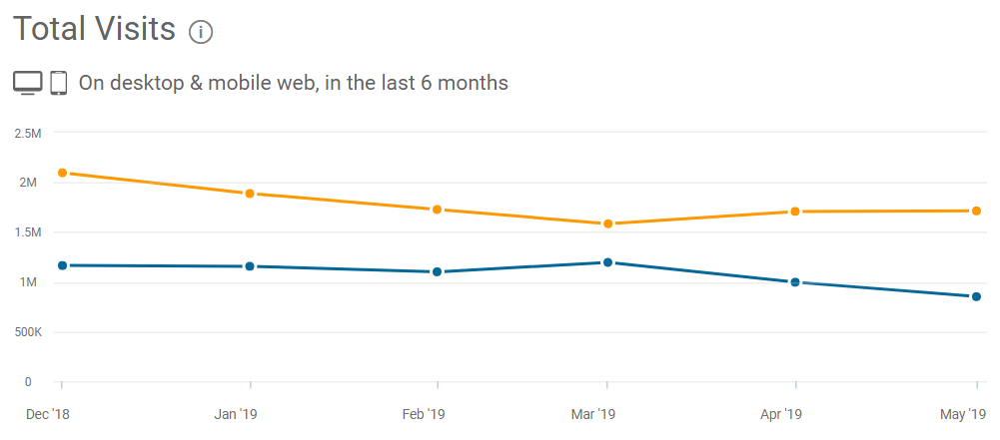 Total Visits i
On desktop & mobile web, in the last 6 months
2.5M
2M
1.5M
1M
500K
0
Dec '18 Jan '19 Feb '19 Mar '19 Apr '19 May '19